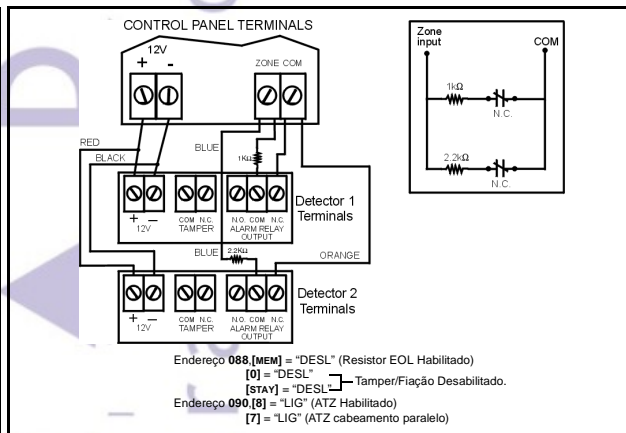 CONTROL PANEL TERMINALS
12V
+ -
ZONE COM
RED
BLACK
BLUE
1KΩ
+ –
12V
COM N.C.
TAMPER
N.O. COM N.C.
ALARM RELAY
OUTPUT
Detector 1
Terminals
BLUE
2.2KΩ
ORANGE
+ –
12V
COM N.C.
TAMPER
N.O. COM N.C.
ALARM RELAY
OUTPUT
Detector 2
Terminals
Zone
input
COM
1kΩ
N.C.
2.2kΩ
N.C.
Endereço 088,[MEM] = “DESL” (Resistor EOL Habilitado)
[0] = “DESL”
[STAY] = “DESL”
Tamper/Fiação Desabilitado.
Endereço 090,[8] = “LIG” (ATZ Habilitado)
[7] = “LIG” (ATZ cabeamento paralelo)